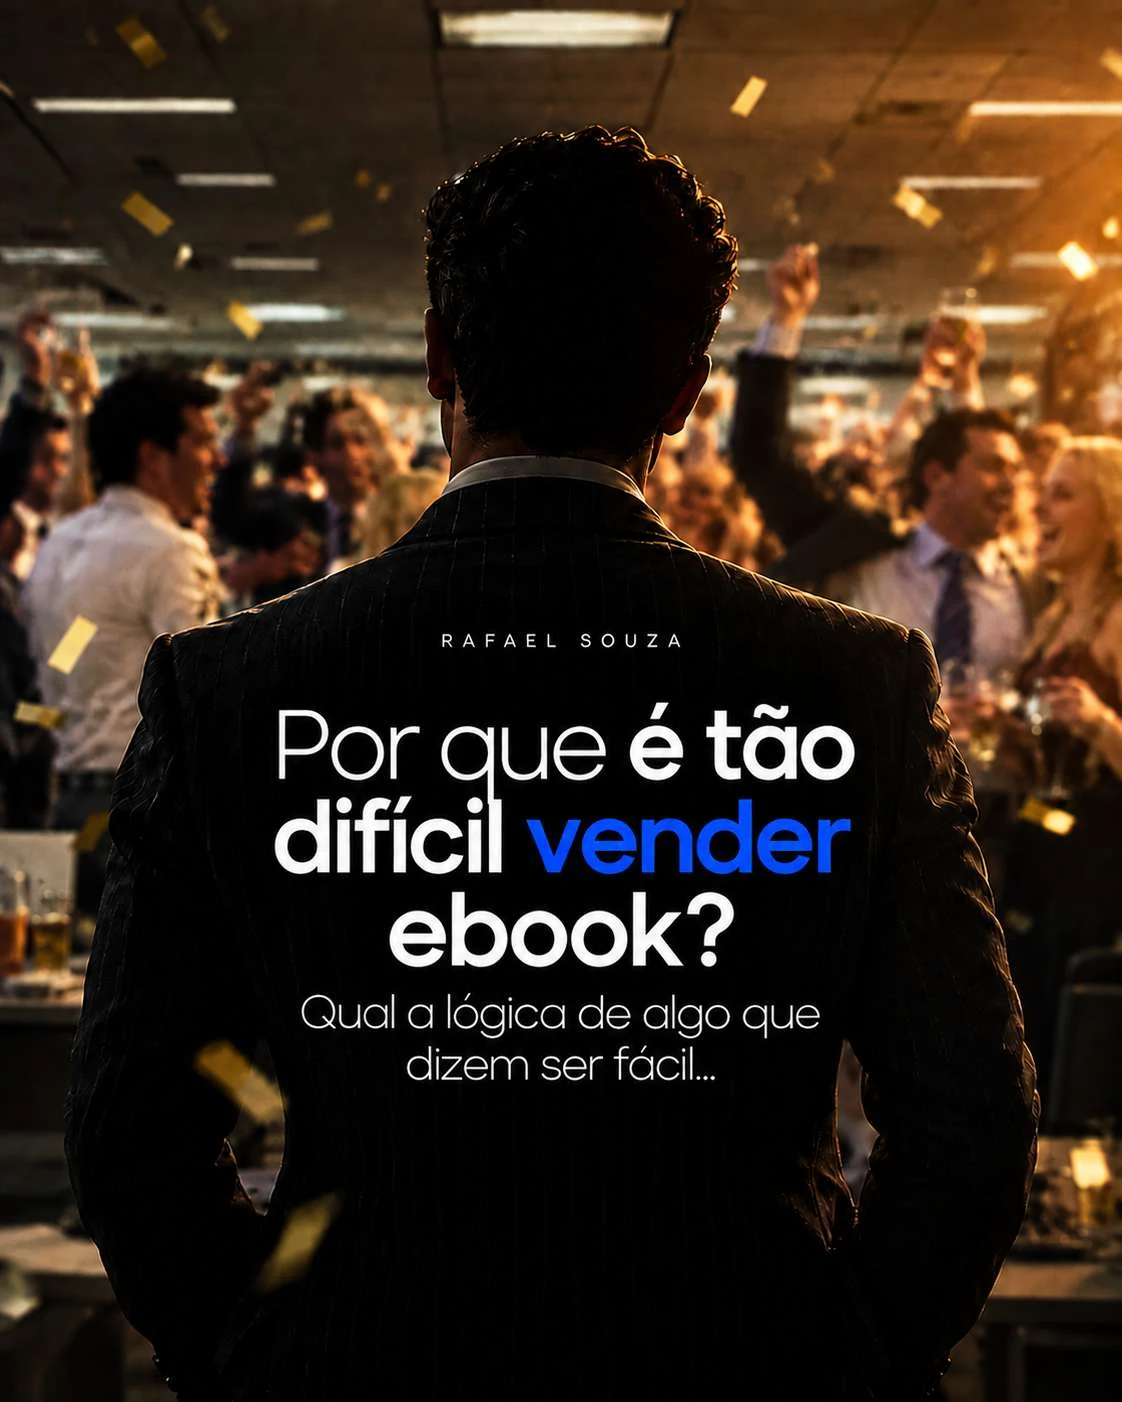 RAFAEL SOUZA
Por que é tão
difícil vender
ebook?
Qual a lógica de algo que
dizem ser fácil...